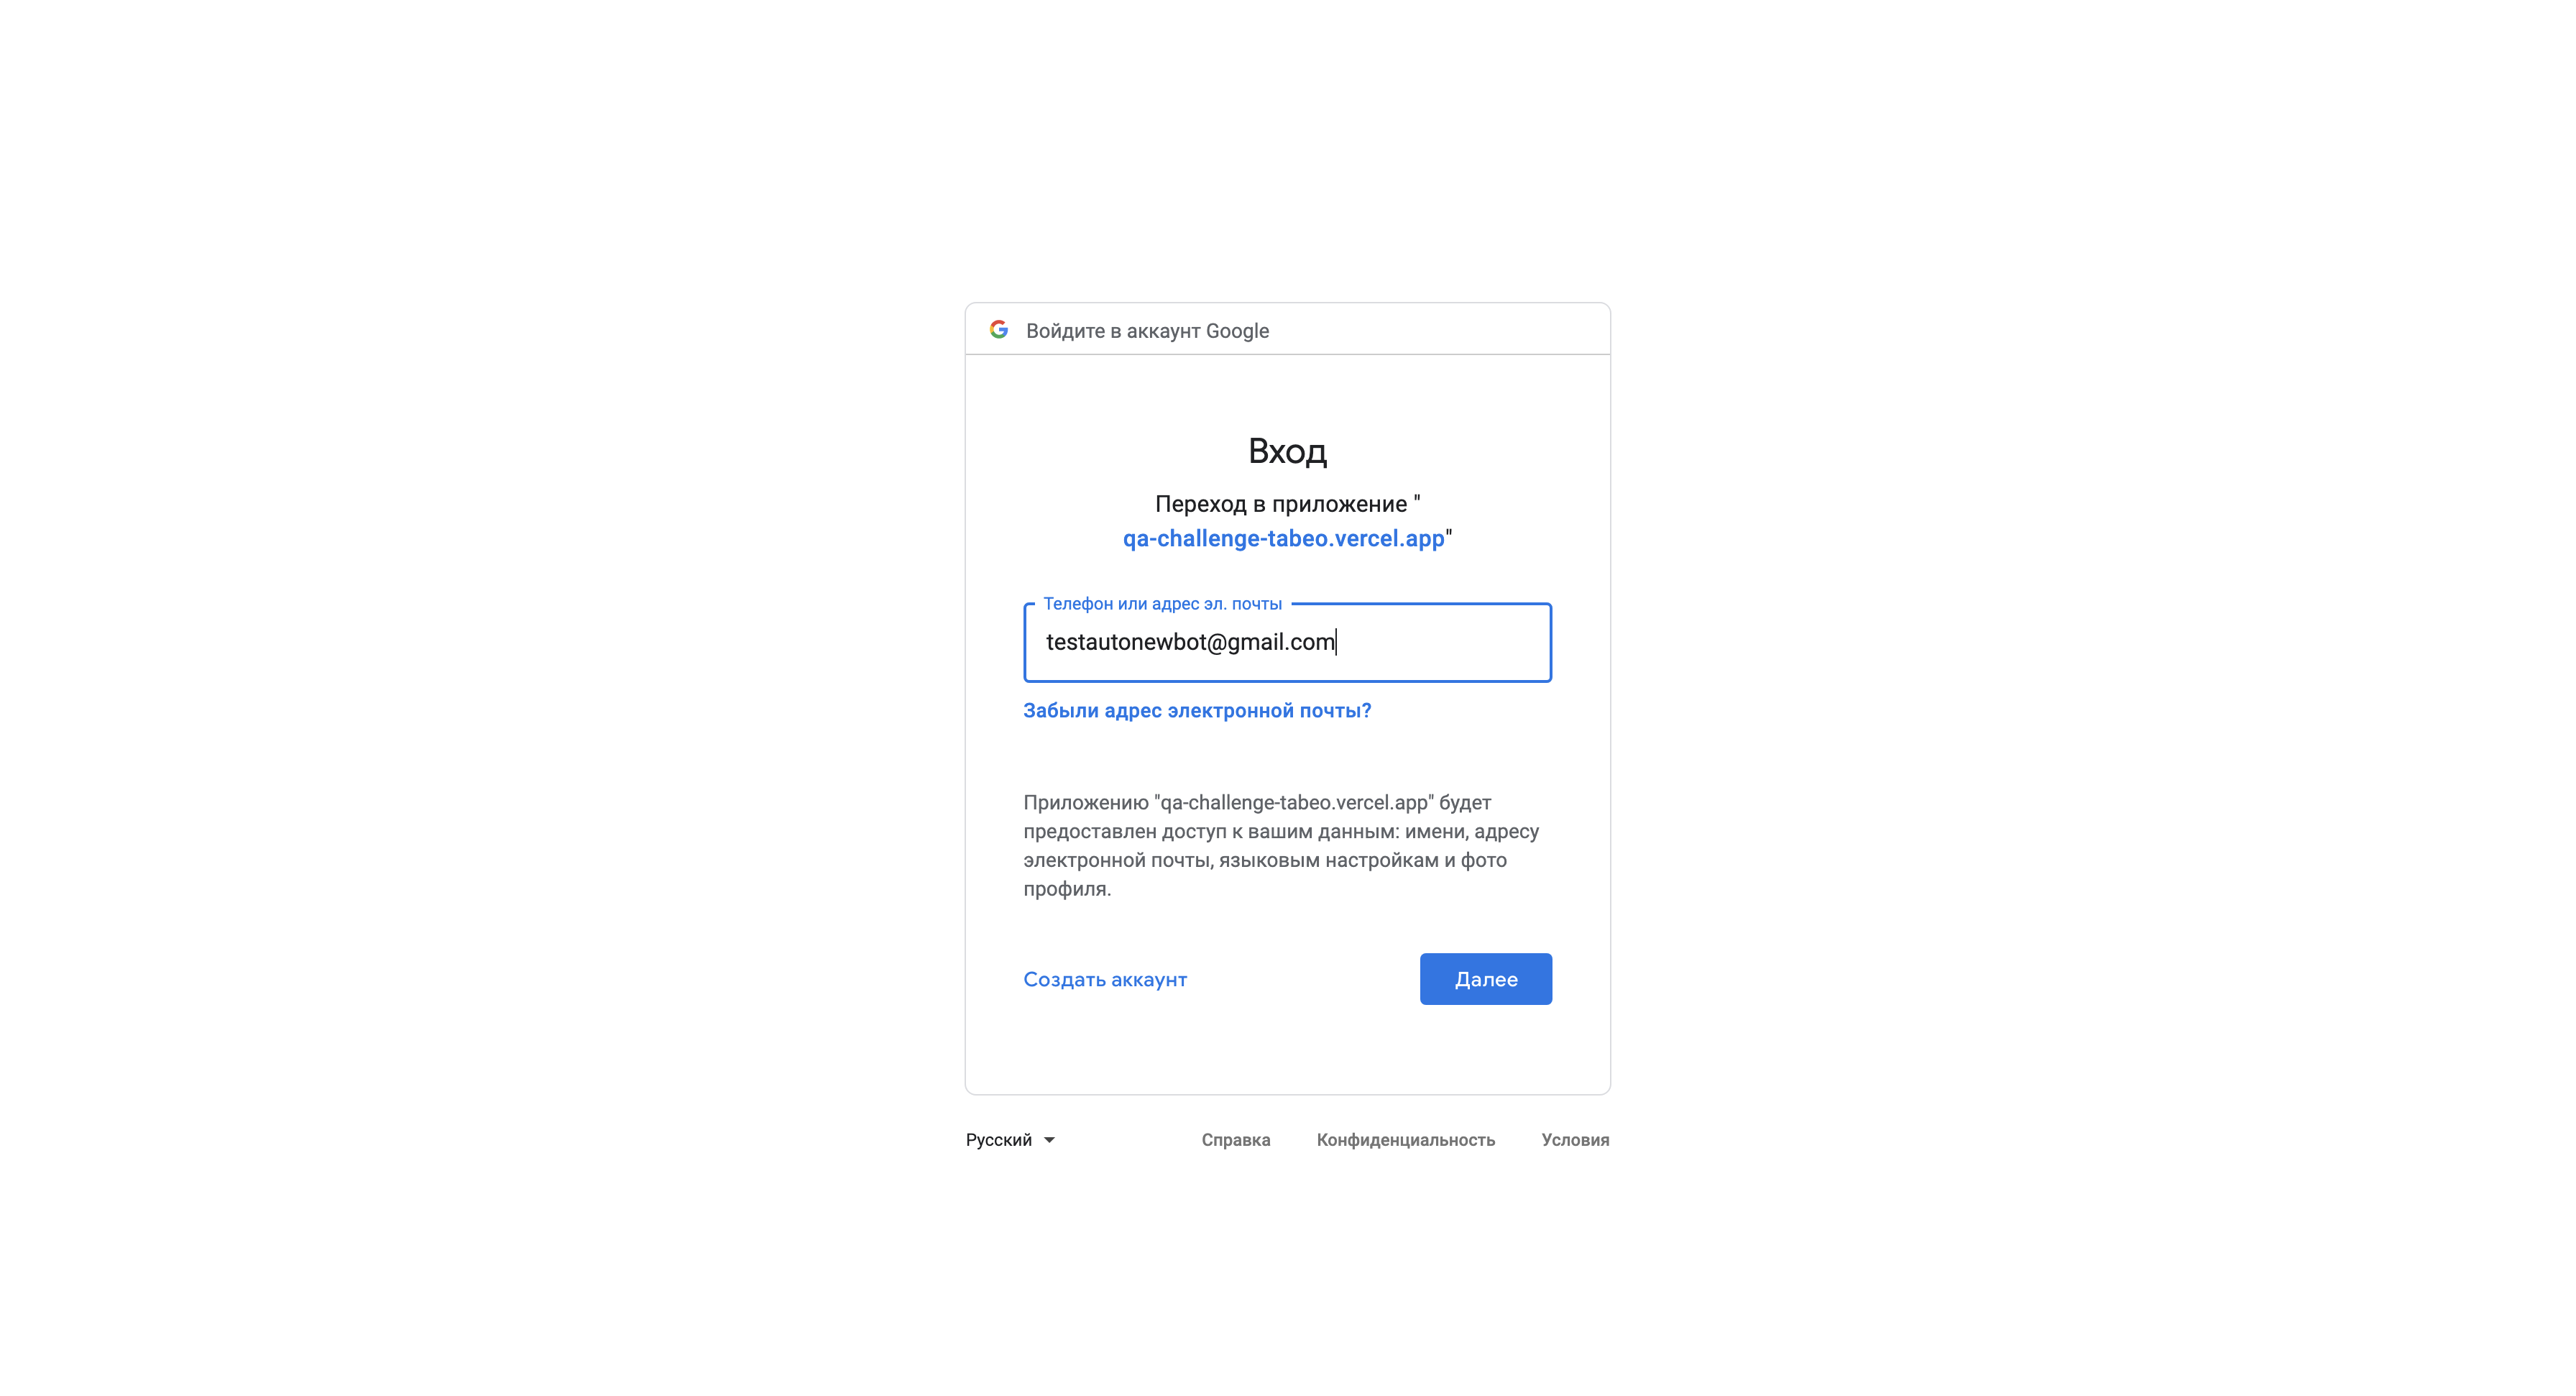 Войдите в аккаунт Google
Вход
Переход в приложение "
qa-challenge-tabeo.vercel.app"
Телефон или адрес эл. почты
testautonewbot@gmail.com
Забыли адрес электронной почты?
Приложению "qa-challenge-tabeo.vercel.app" будет
предоставлен доступ к вашим данным: имени, адресу
электронной почты, языковым настройкам и фото
профиля.
Создать аккаунт
Далее
Русский
Справка
Конфиденциальность
Условия